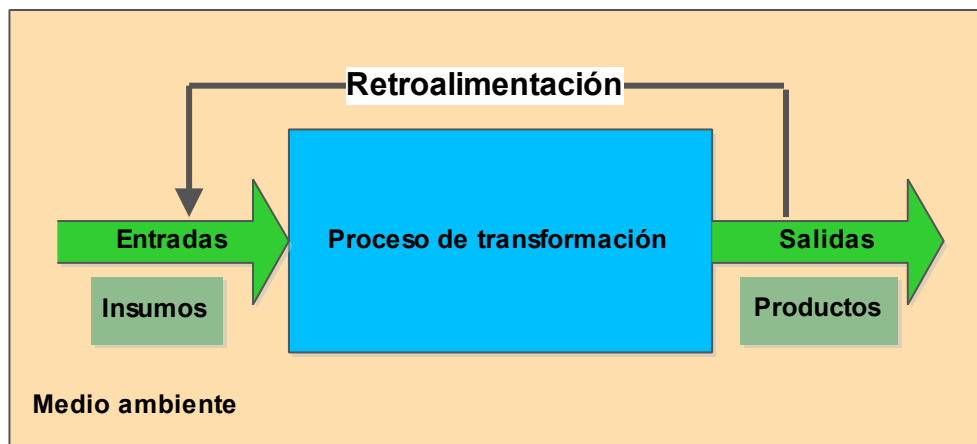 Retroalimentación
Entradas
Proceso de transformación
Salidas
Insumos
Productos
Medio ambiente